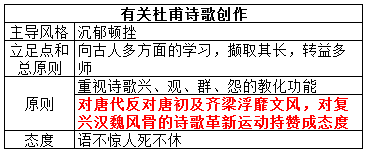 有关杜甫诗歌创作
主导风格 沉郁顿挫
立足点和 向古人多方面的学习，撷取其长，转益多
总原则 师
重视诗歌兴、观、群、怨的教化功能
原则 对唐代反对唐初及齐梁浮靡文风，对复
兴汉魏风骨的诗歌革新运动持赞成态度
态度 语不惊人死不休